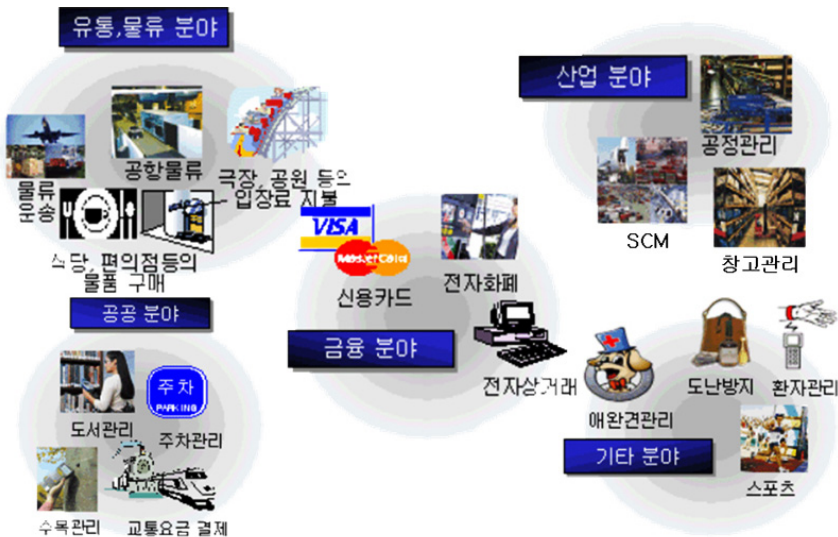 유통,물류 분야
공항물류
물류
운송
극장, 공원 등의
입장료 지불
식당, 편의점등의
물품 구매
산업 분야
공정관리
SCM
창고관리
VISA
MasterCard
신용카드
전자화폐
금융 분야
전자상거래
공공 분야
도서관리
주차
PARKING
주차관리
수목관리
교통요금 결제
애완견관리
도난방지
환자관리
기타 분야
스포츠